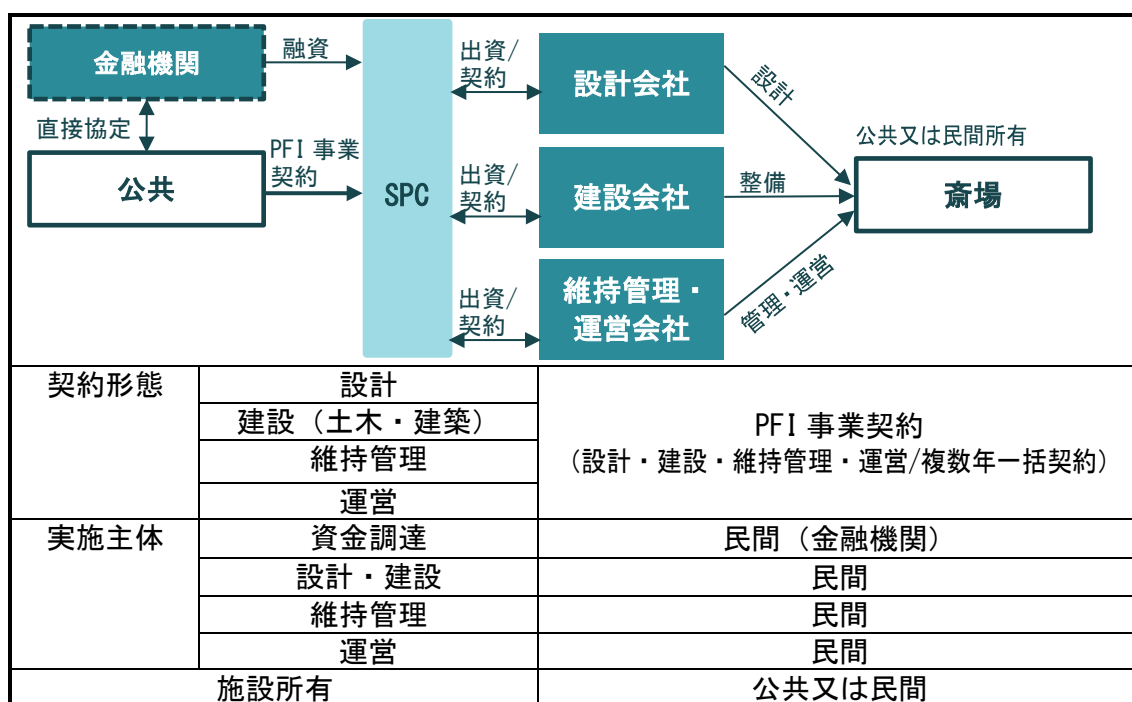 金融機関
融資
直接協定
公共
PFI 事業
契約
SPC
出資/
契約
設計会社
設計
出資/
契約
建設会社
整備
出資/
契約
維持管理・
運営会社
管理・運営
公共又は民間所有
斎場
契約形態
設計
建設（土木・建築）
維持管理
運営
PFI 事業契約
（設計・建設・維持管理・運営/複数年一括契約）
実施主体
資金調達
民間（金融機関）
設計・建設
民間
維持管理
民間
運営
民間
施設所有
公共又は民間